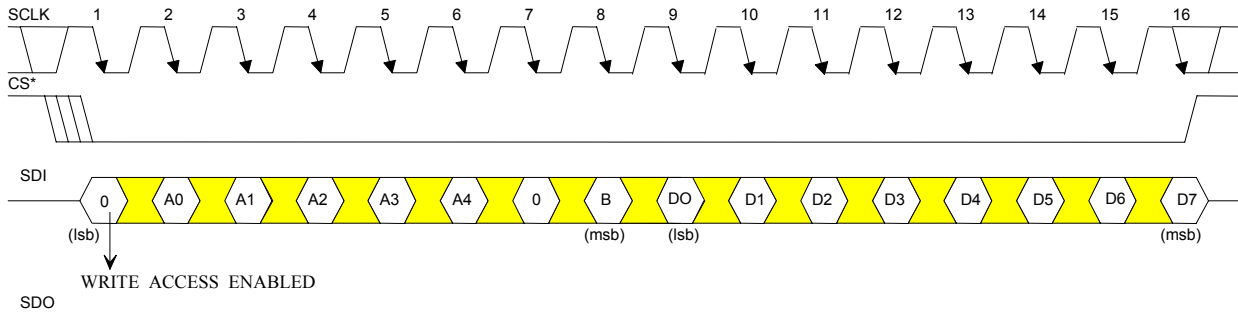 SCLK 1 2 3 4 5 6 7 8 9 10 11 12 13 14 15 16
CS*
SDI
0 A0 A1 A2 A3 A4 0 B DO D1 D2 D3 D4 D5 D6 D7
(lsb) (msb) (lsb) (msb)
WRITE ACCESS ENABLED
SDO